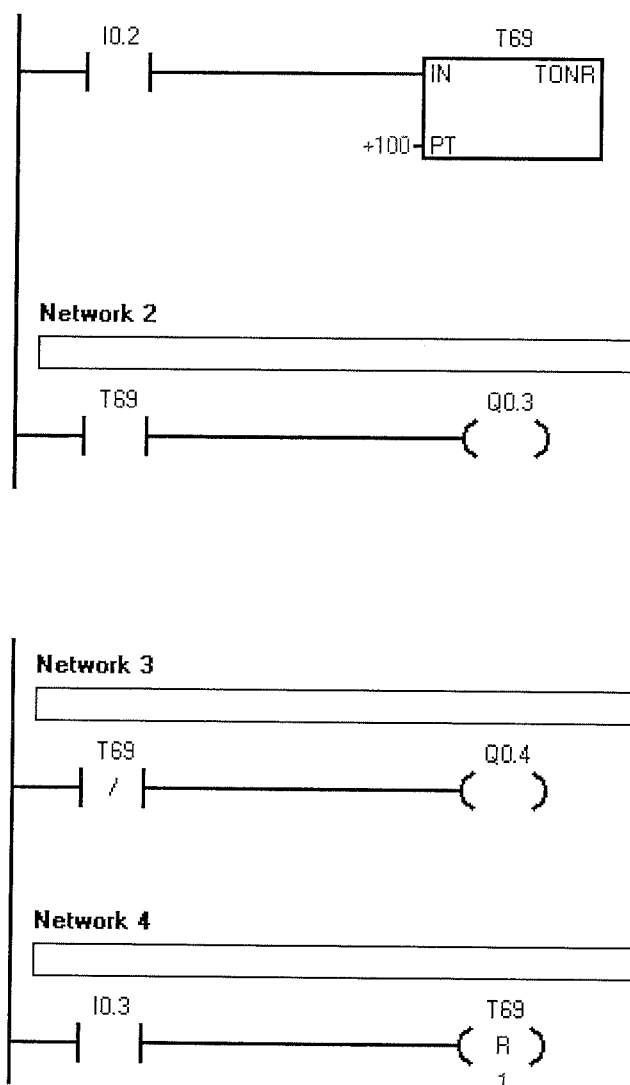 I0.2
T69
IN TONR
+100 PT
Network 2
T69
Q0.3
Network 3
T69
/
Q0.4
Network 4
I0.3
T69
R
1